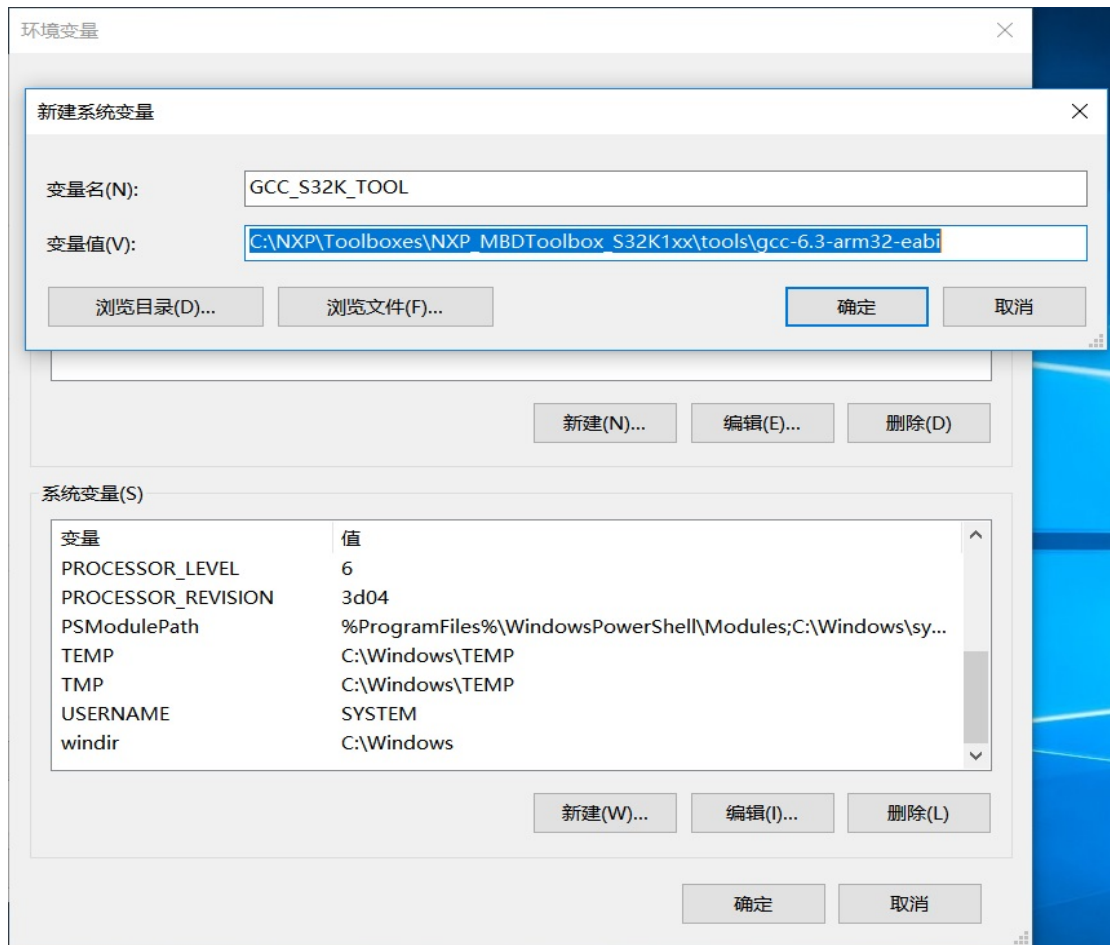 环境变量
新建系统变量
变量名(N): GCC_S32K_TOOL
变量值(V): C:\NXP\Toolboxes\NXP_MBDToolbox_S32K1xx\tools\gcc-6.3-arm32-eabi
浏览目录(D)... 浏览文件(F)... 确定 取消
新建(N)... 编辑(E)... 删除(D)
系统变量(S)
变量 值
PROCESSOR_LEVEL 6
PROCESSOR_REVISION 3d04
PSModulePath %ProgramFiles%\WindowsPowerShell\Modules;C:\Windows\sy...
TEMP C:\Windows\TEMP
TMP C:\Windows\TEMP
USERNAME SYSTEM
windir C:\Windows
新建(W)... 编辑(I)... 删除(L)
确定 取消